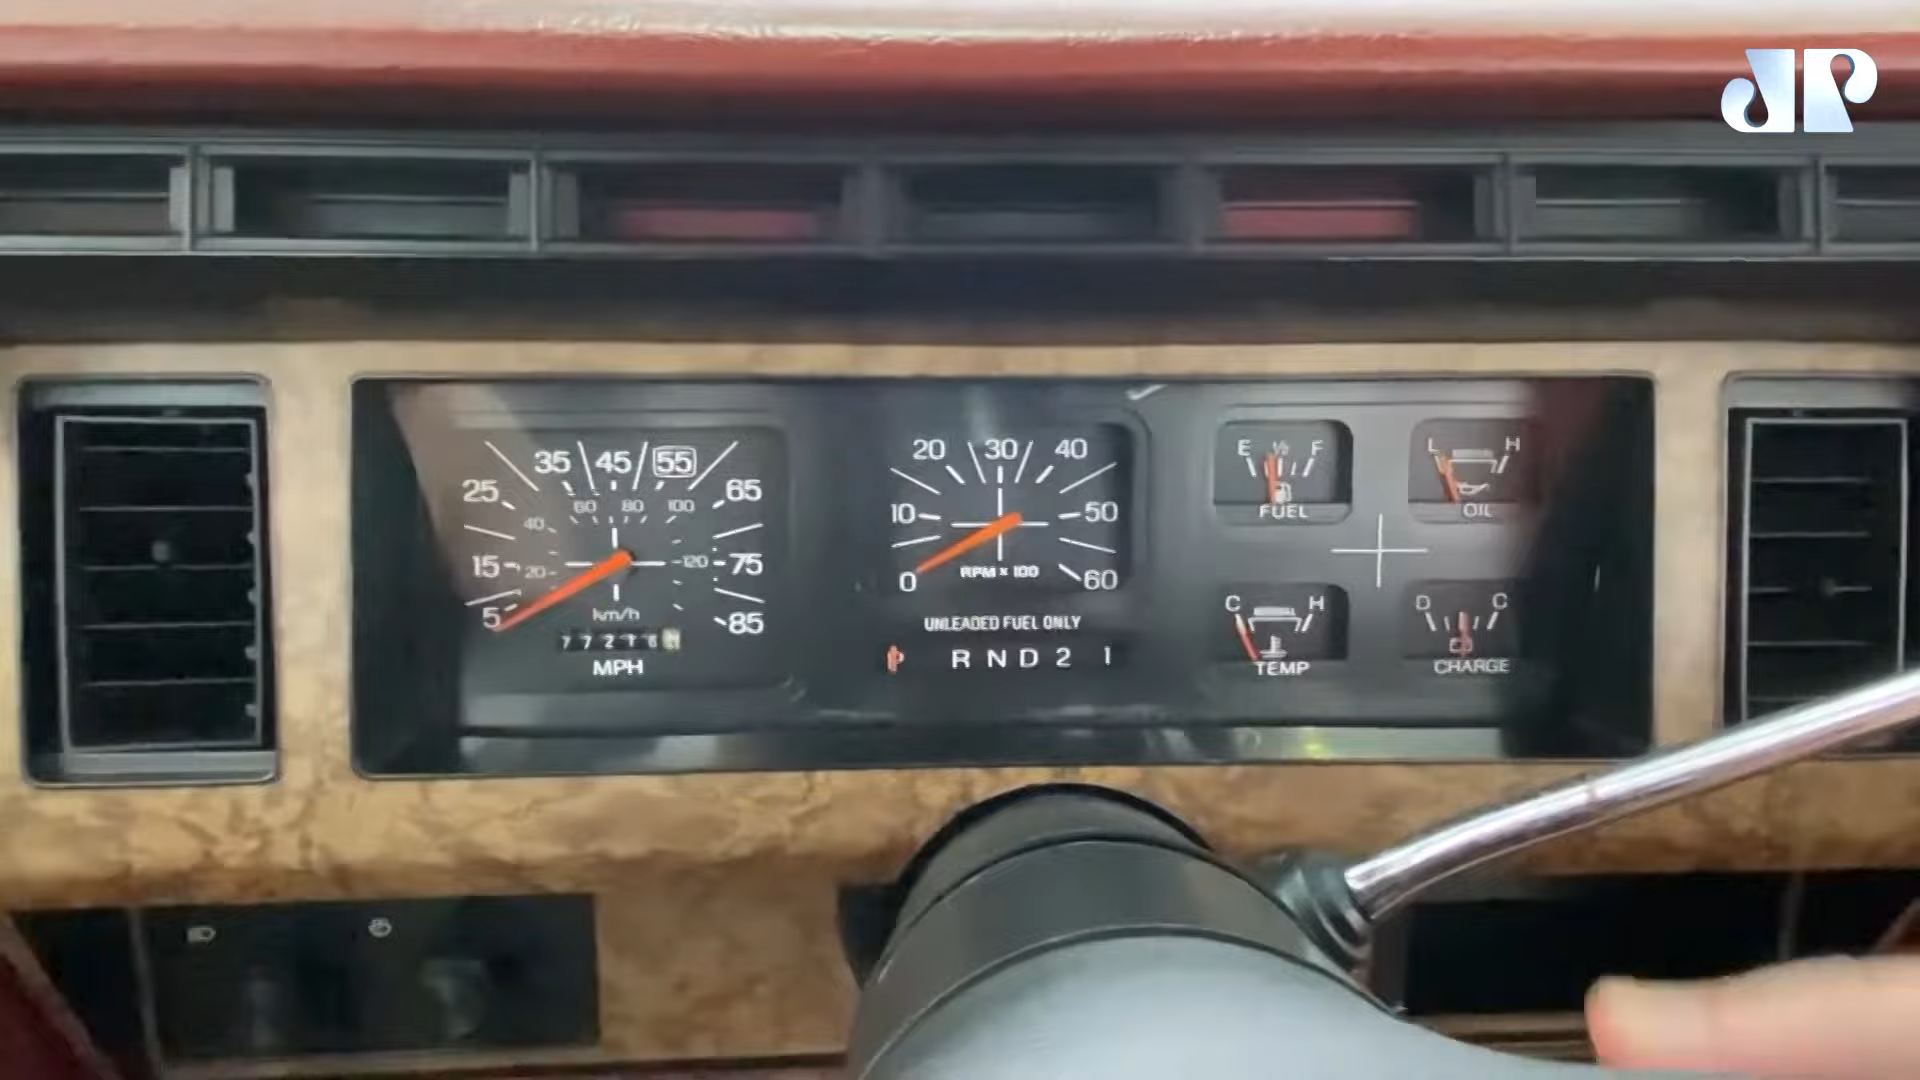 JP
35 45 55
25 65
60 80 100
40
15 20 120 75
5 85
km/h
MPH
20 30 40
10 50
0 60
RPM x 100
UNLEADED FUEL ONLY
P R N D 2 1
E 1/2 F
FUEL
L H
OIL
C H
TEMP
D C
CHARGE